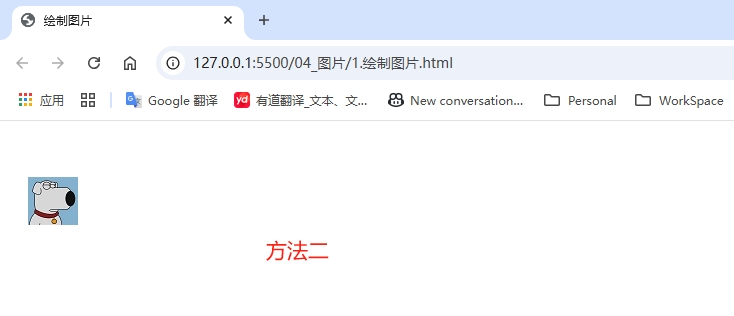 绘制图片
127.0.0.1:5500/04_图片/1.绘制图片.html
应用
Google 翻译
yd 有道翻译_文本、文...
New conversation...
Personal
WorkSpace
方法二